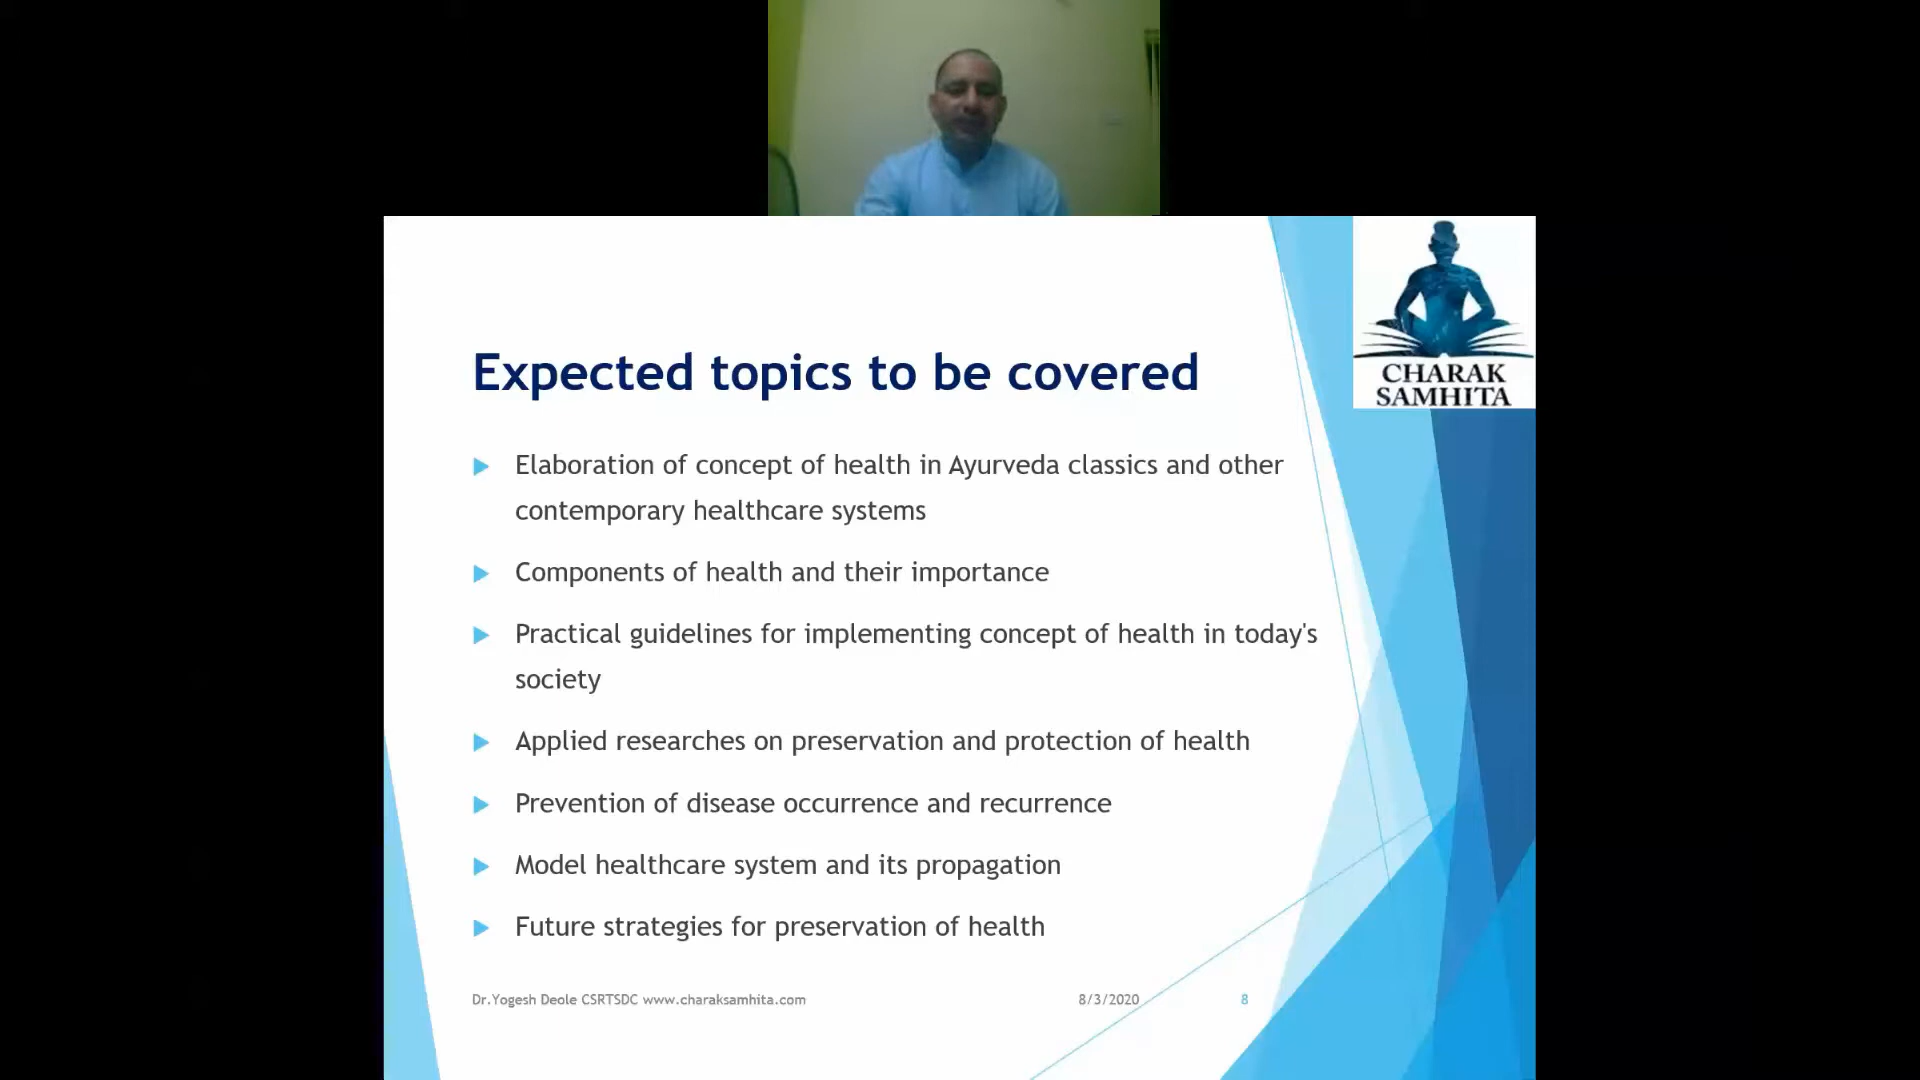 CHARAK
SAMHITA
Expected topics to be covered
Elaboration of concept of health in Ayurveda classics and other
contemporary healthcare systems
Components of health and their importance
Practical guidelines for implementing concept of health in today's
society
Applied researches on preservation and protection of health
Prevention of disease occurrence and recurrence
Model healthcare system and its propagation
Future strategies for preservation of health
Dr.Yogesh Deole CSRTSDC www.charaksamhita.com 8/3/2020 8